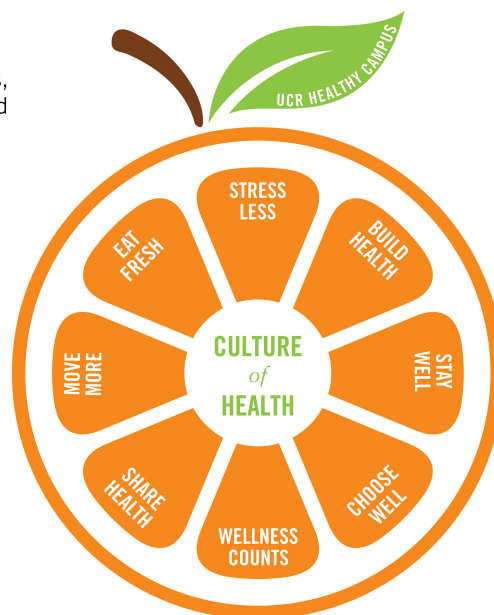 ,
d
UCR HEALTHY CAMPUS
STRESS
LESS
BUILD
HEALTH
STAY
WELL
CHOOSE
WELL
WELLNESS
COUNTS
SHARE
HEALTH
MOVE
MORE
EAT
FRESH
CULTURE
of
HEALTH